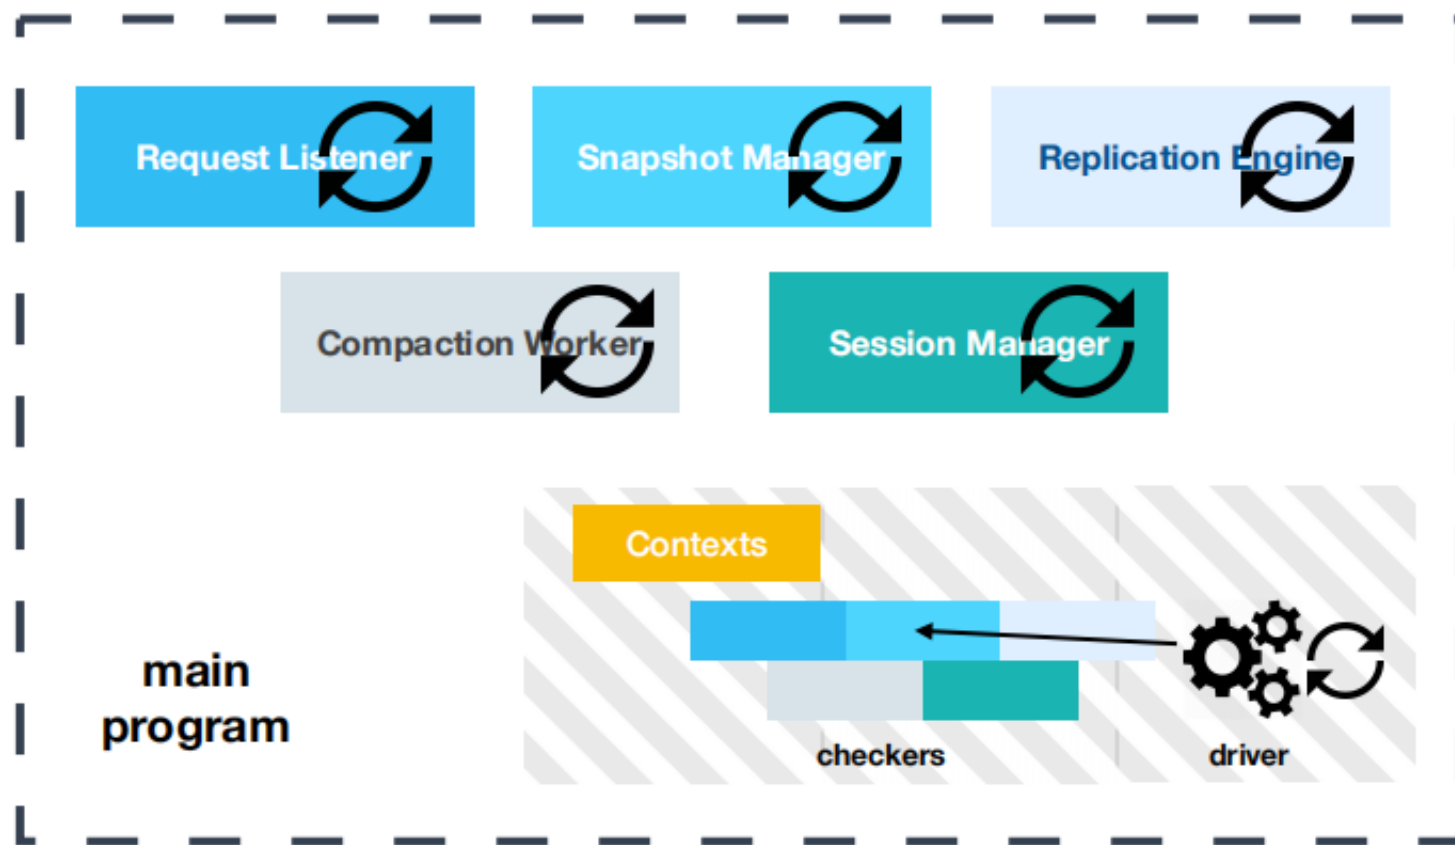 Request Listener
Snapshot Manager
Replication Engine
Compaction Worker
Session Manager
Contexts
main
program
checkers
driver